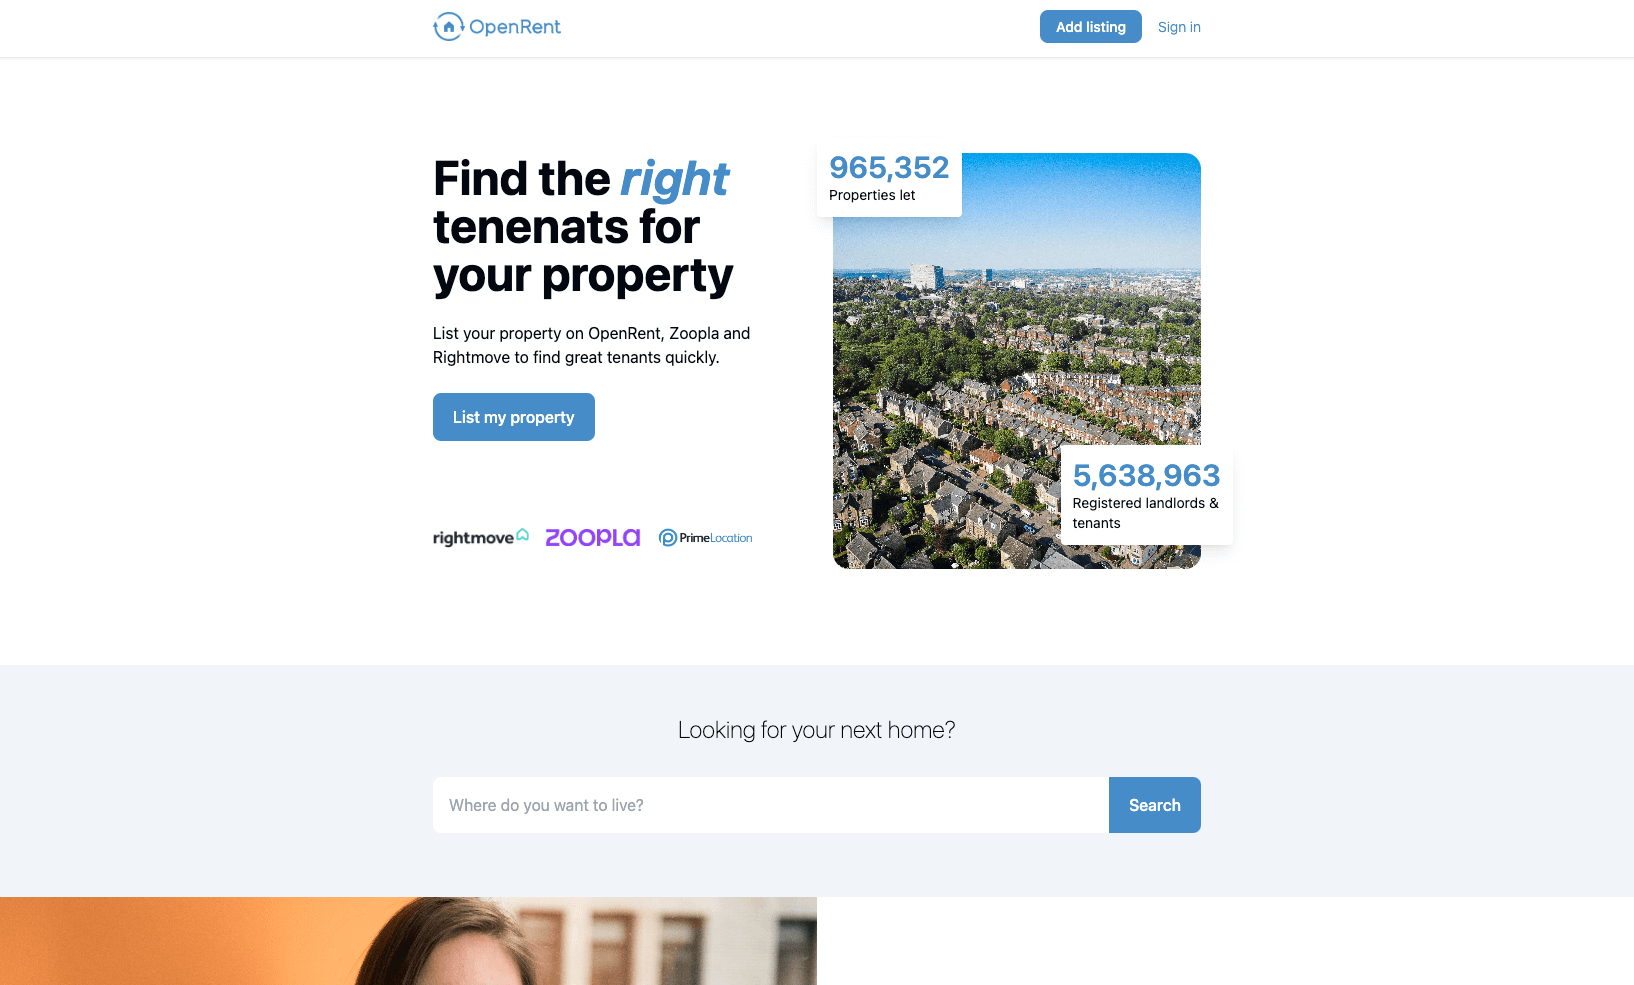 OpenRent
Add listing
Sign in
Find the right
tenenats for
your property
List your property on OpenRent, Zoopla and
Rightmove to find great tenants quickly.
List my property
rightmove
ZOOPLA
PrimeLocation
965,352
Properties let
5,638,963
Registered landlords &
tenants
Looking for your next home?
Where do you want to live?
Search